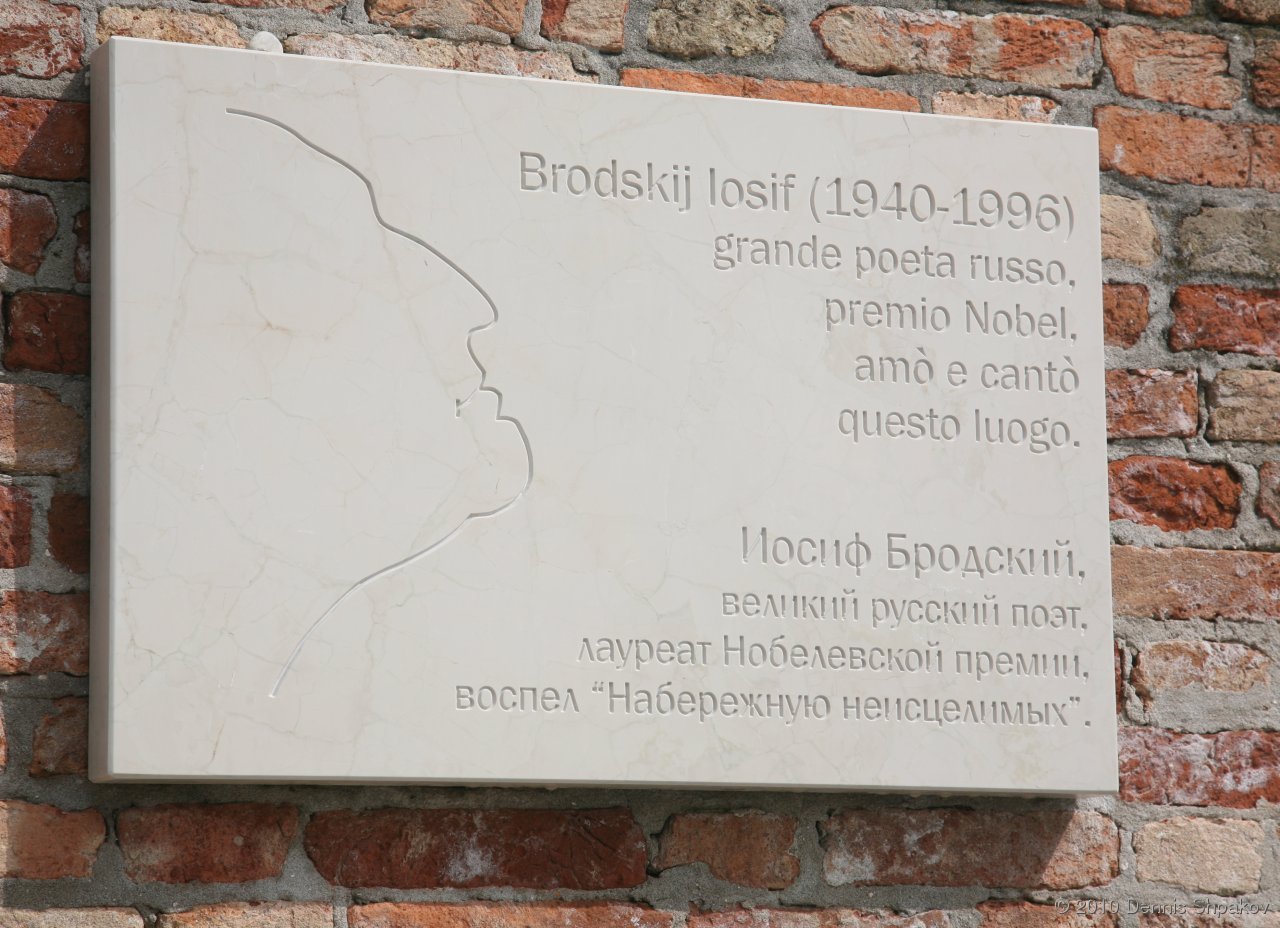 Brodskij Iosif (1940-1996)
grande poeta russo,
premio Nobel,
amò e cantò
questo luogo.
Иосиф Бродский,
великий русский поэт,
лауреат Нобелевской премии,
воспел “Набережную неисцелимых”.
© 2010 Dennis Shpakov